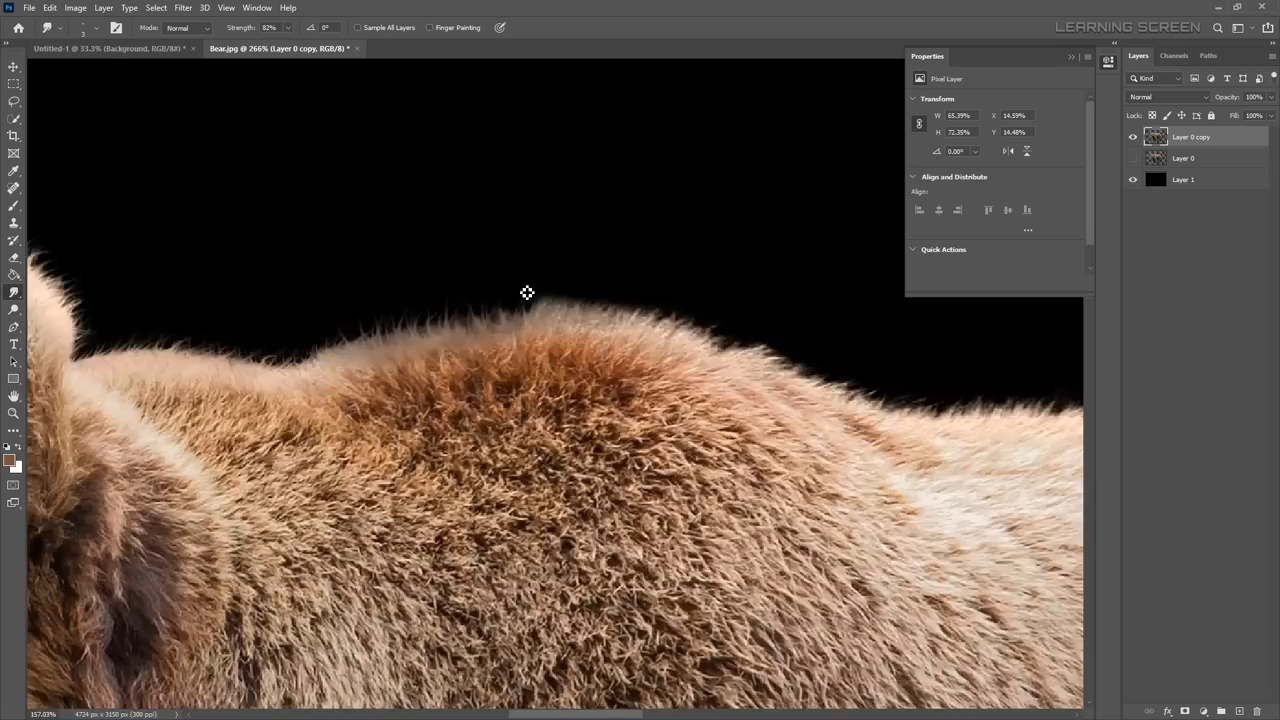 Ps File Edit Image Layer Type Select Filter 3D View Window Help
3 Mode: Normal Strength: 82% 0° Sample All Layers Finger Painting
LEARNING SCREEN
Untitled-1 @ 33.3% (Background, RGB/8#) * × Bear.jpg @ 266% (Layer 0 copy, RGB/8) * ×
Properties
Pixel Layer
Transform
W 65.39% X 14.59%
H 72.35% Y 14.48%
0.00°
Align and Distribute
Align:
Quick Actions
Layers Channels Paths
Kind
Normal Opacity: 100%
Lock: Fill: 100%
Layer 0 copy
Layer 0
Layer 1
157.03% 4724 px x 3150 px (300 ppi)